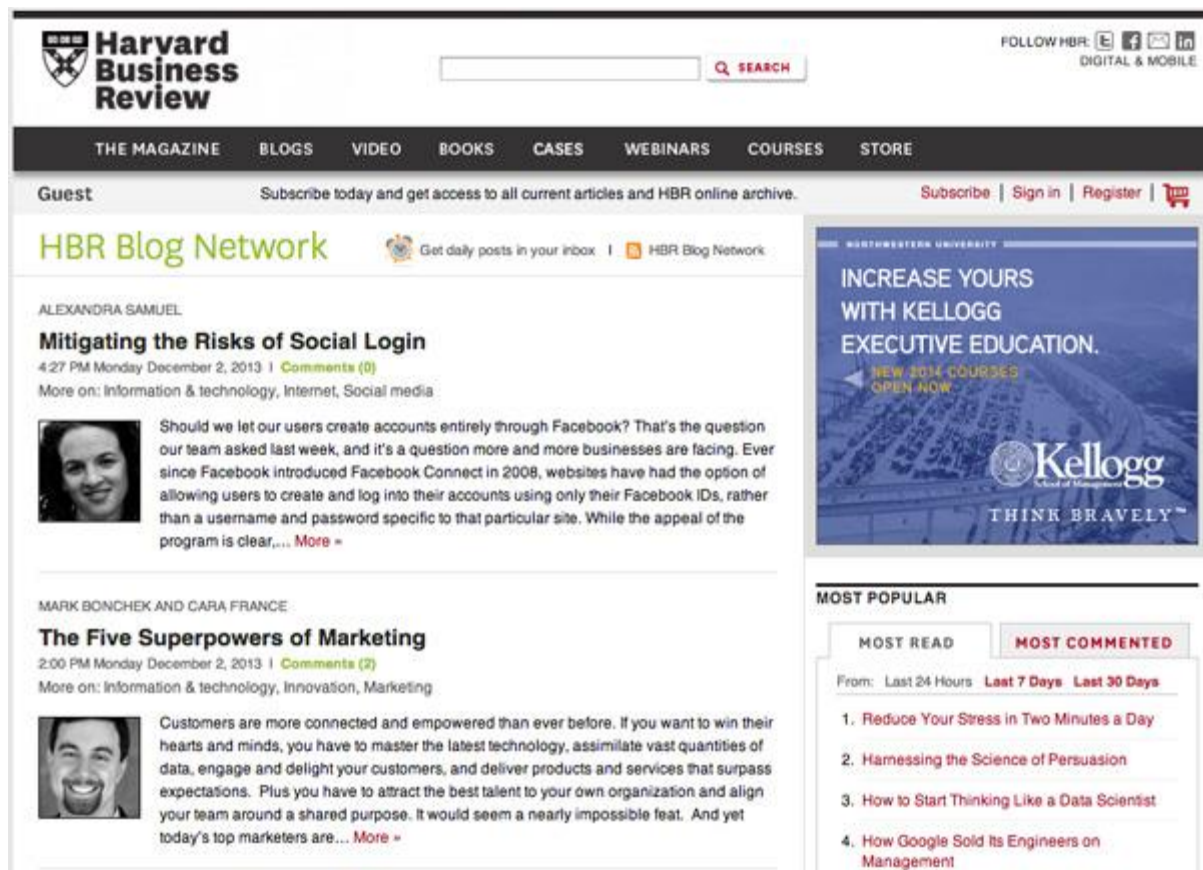 Harvard
Business
Review
SEARCH
FOLLOW HBR:
DIGITAL & MOBILE
THE MAGAZINE BLOGS VIDEO BOOKS CASES WEBINARS COURSES STORE
Guest Subscribe today and get access to all current articles and HBR online archive. Subscribe | Sign in | Register |
HBR Blog Network Get daily posts in your inbox | HBR Blog Network
ALEXANDRA SAMUEL
Mitigating the Risks of Social Login
4:27 PM Monday December 2, 2013 | Comments (0)
More on: Information & technology, Internet, Social media
Should we let our users create accounts entirely through Facebook? That's the question
our team asked last week, and it's a question more and more businesses are facing. Ever
since Facebook introduced Facebook Connect in 2008, websites have had the option of
allowing users to create and log into their accounts using only their Facebook IDs, rather
than a username and password specific to that particular site. While the appeal of the
program is clear,... More »
MARK BONCHEK AND CARA FRANCE
The Five Superpowers of Marketing
2:00 PM Monday December 2, 2013 | Comments (2)
More on: Information & technology, Innovation, Marketing
Customers are more connected and empowered than ever before. If you want to win their
hearts and minds, you have to master the latest technology, assimilate vast quantities of
data, engage and delight your customers, and deliver products and services that surpass
expectations. Plus you have to attract the best talent to your own organization and align
your team around a shared purpose. It would seem a nearly impossible feat. And yet
today's top marketers are... More »
NORTHWESTERN UNIVERSITY
INCREASE YOURS
WITH KELLOGG
EXECUTIVE EDUCATION.
NEW 2014 COURSES
OPEN NOW
Kellogg
School of Management
THINK BRAVELY™
MOST POPULAR
MOST READ MOST COMMENTED
From: Last 24 Hours Last 7 Days Last 30 Days
1. Reduce Your Stress in Two Minutes a Day
2. Harnessing the Science of Persuasion
3. How to Start Thinking Like a Data Scientist
4. How Google Sold Its Engineers on
Management